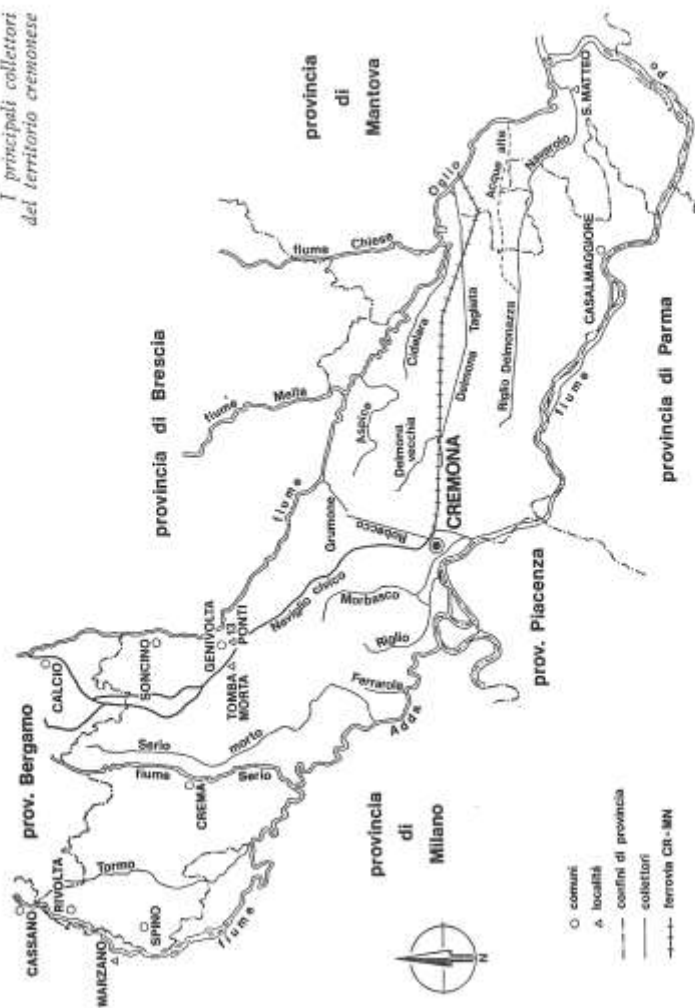 I principali collettori
del territorio cremonese
prov. Bergamo
provincia di Brescia
provincia
di
Mantova
provincia
di
Milano
prov. Piacenza
provincia di Parma
CASSANO
RIVOLTA
MARZANO
SPINO
Tormo
fiume
CREMA
fiume
Serio
Serio
morto
CALCIO
SONCINO
GENIVOLTA
13
PONTI
TOMBA
MORTA
Ferrarola
Adda
Riglio
Morbasco
Naviglio civico
Robecco
Grumone
CREMONA
fiume
fiume
Mella
fiume
Chiese
Oglio
Aspice
Cidalara
Delmona
vecchia
Delmona
Tagliata
Riglio Delmonazza
Acque alte
Navarolo
S. MATTEO
CASALMAGGIORE
fiume
Po
N
comuni
località
confini di provincia
collettori
ferrovia CR-MN